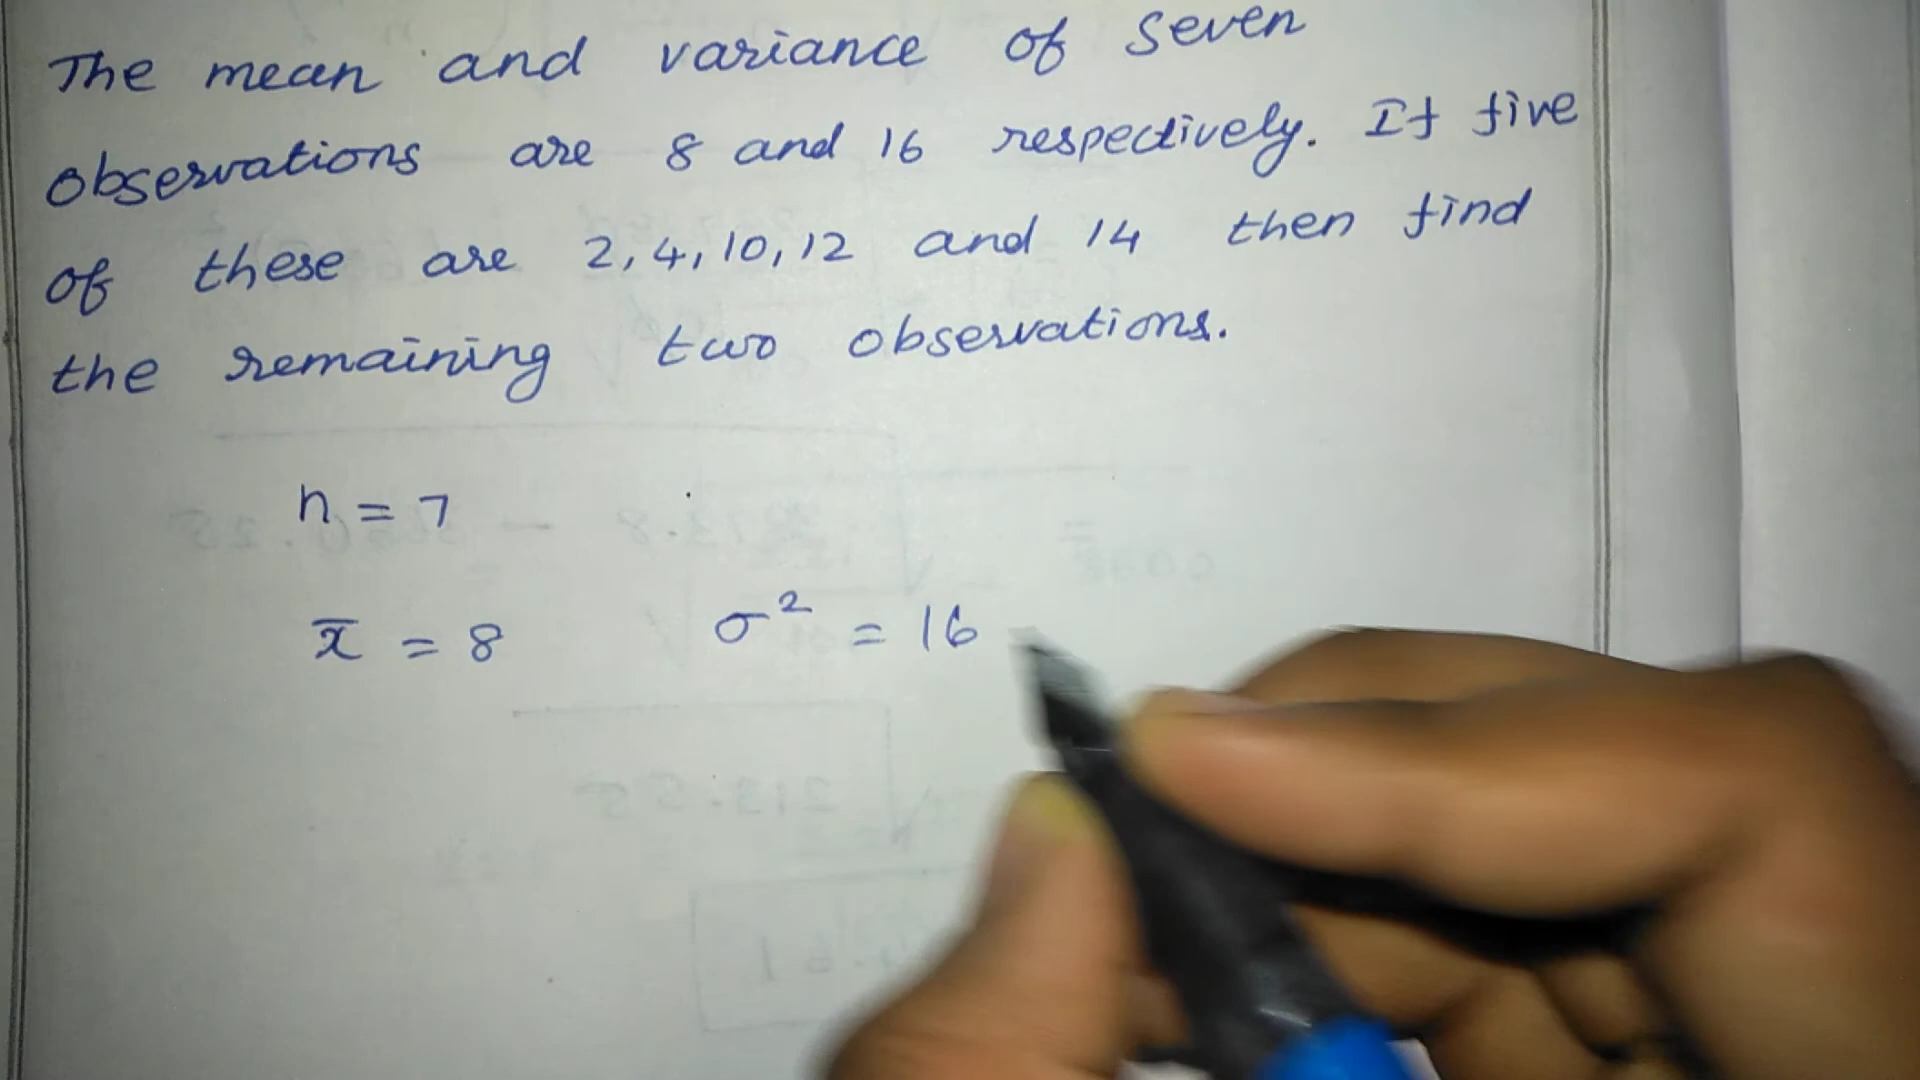 The mean and variance of seven
observations are 8 and 16 respectively. If five
of these are 2, 4, 10, 12 and 14 then find
the remaining two observations.
n = 7
x̅ = 8 σ² = 16